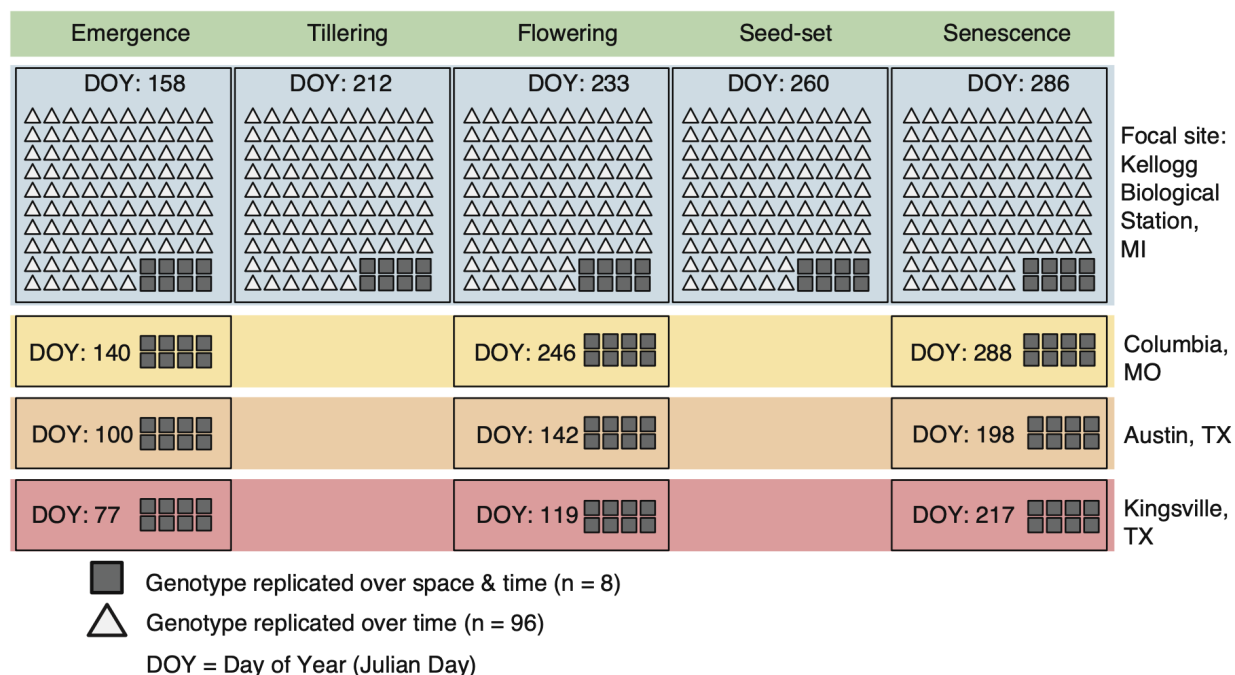 Emergence Tillering Flowering Seed-set Senescence
DOY: 158 DOY: 212 DOY: 233 DOY: 260 DOY: 286
Focal site:
Kellogg
Biological
Station,
MI
DOY: 140 DOY: 246 DOY: 288
Columbia,
MO
DOY: 100 DOY: 142 DOY: 198
Austin, TX
DOY: 77 DOY: 119 DOY: 217
Kingsville,
TX
Genotype replicated over space & time (n = 8)
Genotype replicated over time (n = 96)
DOY = Day of Year (Julian Day)